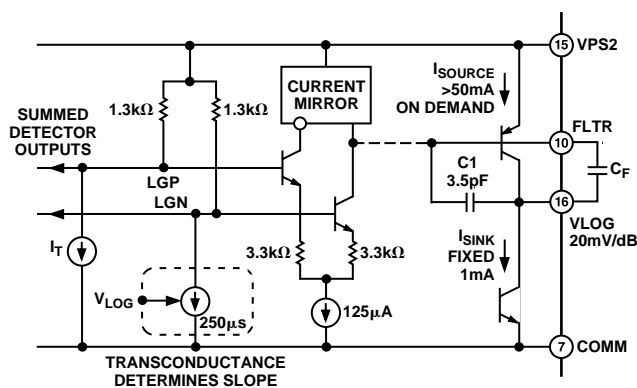 15 VPS2
CURRENT
MIRROR
ISOURCE
>50mA
ON DEMAND
1.3kΩ
1.3kΩ
SUMMED
DETECTOR
OUTPUTS
FLTR
10
C1
3.5pF
CF
LGP
LGN
16
VLOG
20mV/dB
3.3kΩ
3.3kΩ
IT
ISINK
FIXED
1mA
VLOG
250μs
125μA
7 COMM
TRANSCONDUCTANCE
DETERMINES SLOPE